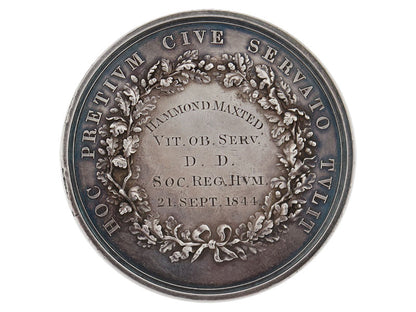 HOC PRETIVM CIVE SERVATO TVLIT
HAMMOND MAXTED.
VIT. OB. SERV.
D. D.
SOC. REG. HVM.
21. SEPT. 1844.